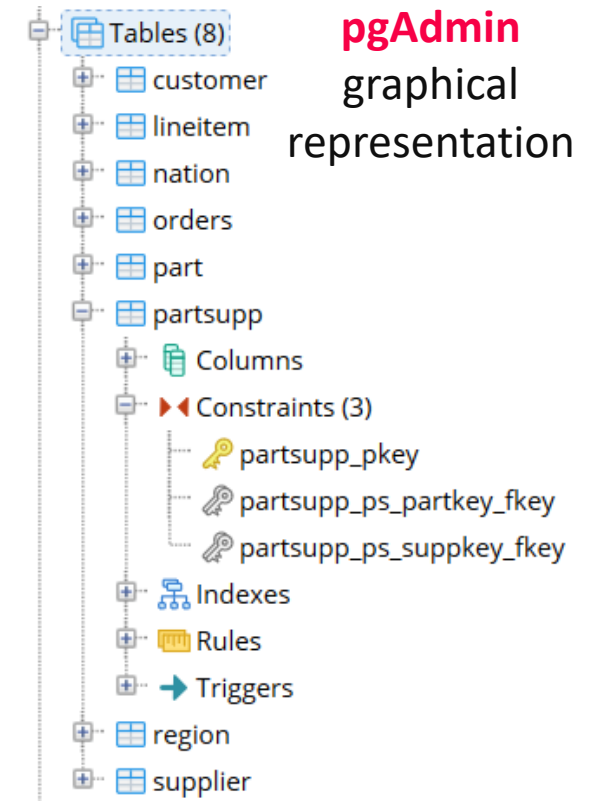 Tables (8)
pgAdmin
graphical
representation
customer
lineitem
nation
orders
part
partsupp
Columns
Constraints (3)
partsupp_pkey
partsupp_ps_partkey_fkey
partsupp_ps_suppkey_fkey
Indexes
Rules
Triggers
region
supplier